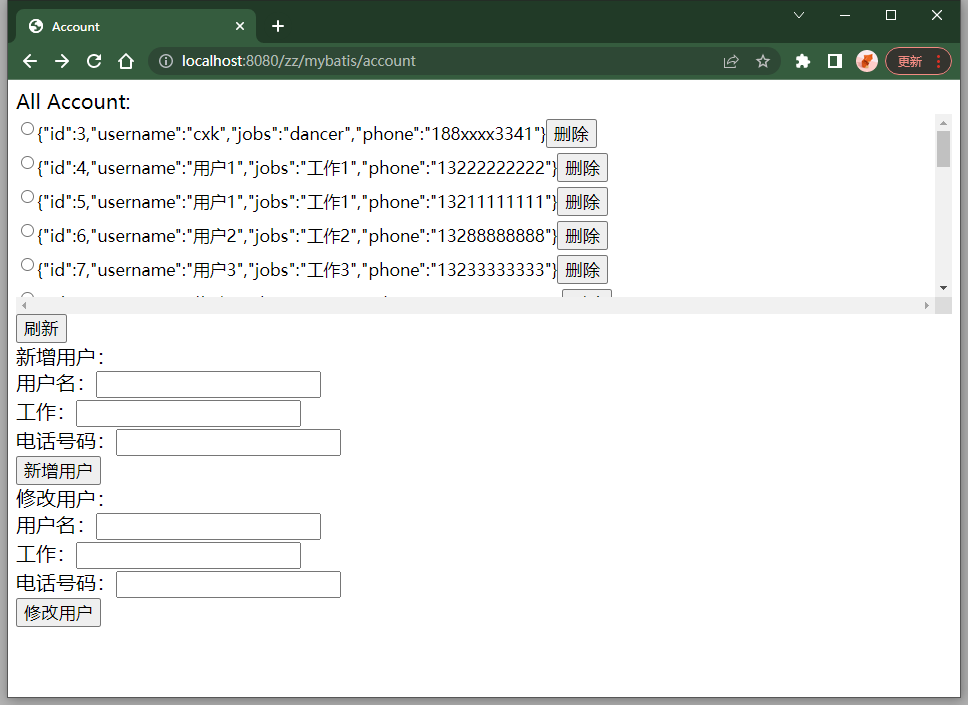 Account
localhost:8080/zz/mybatis/account
更新
All Account:
{"id":3,"username":"cxk","jobs":"dancer","phone":"188xxxx3341"}删除
{"id":4,"username":"用户1","jobs":"工作1","phone":"13222222222"}删除
{"id":5,"username":"用户1","jobs":"工作1","phone":"13211111111"}删除
{"id":6,"username":"用户2","jobs":"工作2","phone":"13288888888"}删除
{"id":7,"username":"用户3","jobs":"工作3","phone":"13233333333"}删除
刷新
新增用户：
用户名：
工作：
电话号码：
新增用户
修改用户：
用户名：
工作：
电话号码：
修改用户